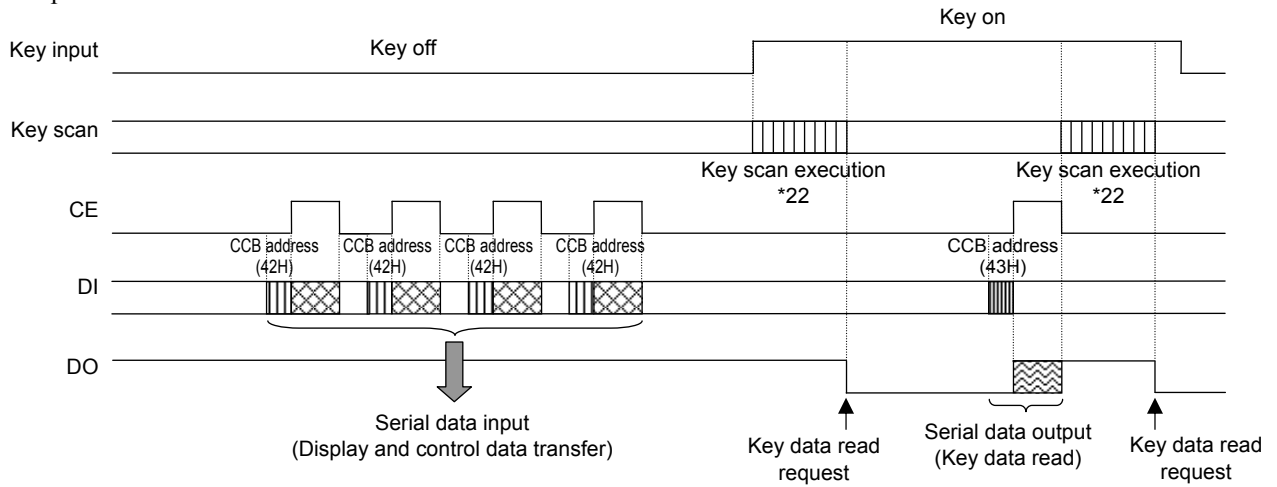 Key on
Key input
Key off
Key scan
Key scan execution
*22
Key scan execution
*22
CE
CCB address
(42H)
CCB address
(42H)
CCB address
(42H)
CCB address
(42H)
CCB address
(43H)
DI
DO
Serial data input
(Display and control data transfer)
Key data read
request
Serial data output
(Key data read)
Key data read
request